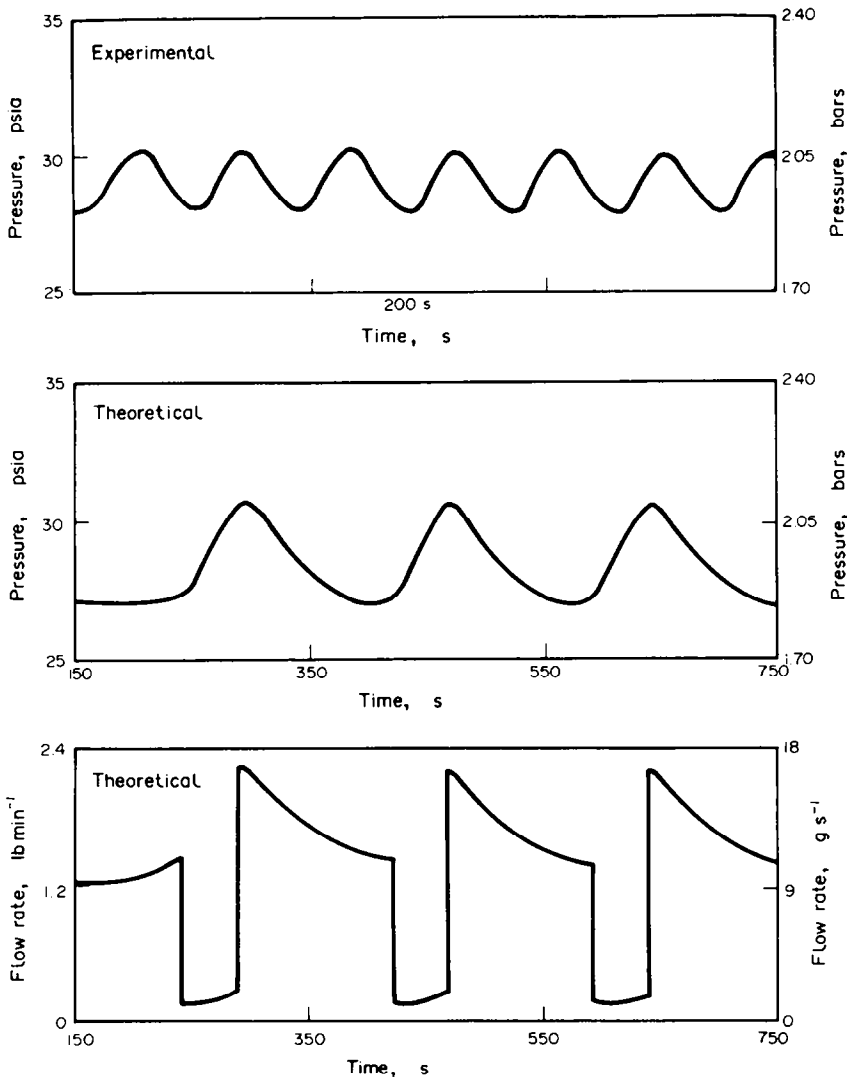 35
2.40
Experimental
Pressure, psia
30
2.05
Pressure, bars
25
1.70
200 s
Time, s
35
2.40
Theoretical
Pressure, psia
30
2.05
Pressure, bars
25
1.70
150
350
550
750
Time, s
2.4
18
Theoretical
Flow rate, lb min⁻¹
1.2
9
Flow rate, g s⁻¹
0
0
150
350
550
750
Time, s